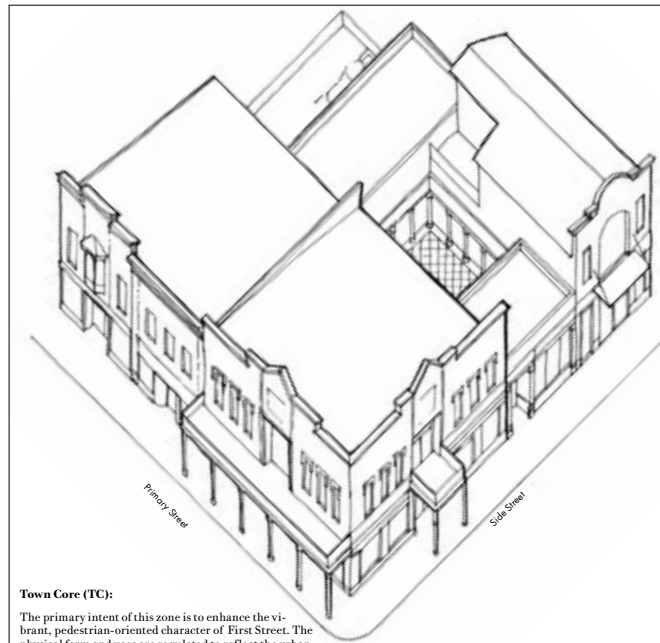 Primary Street
Side Street
Town Core (TC):
The primary intent of this zone is to enhance the vi-
brant, pedestrian-oriented character of First Street. The